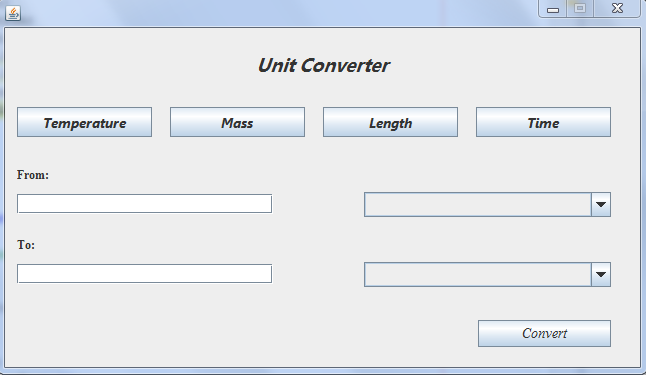 Unit Converter
Temperature Mass Length Time
From:
To:
Convert